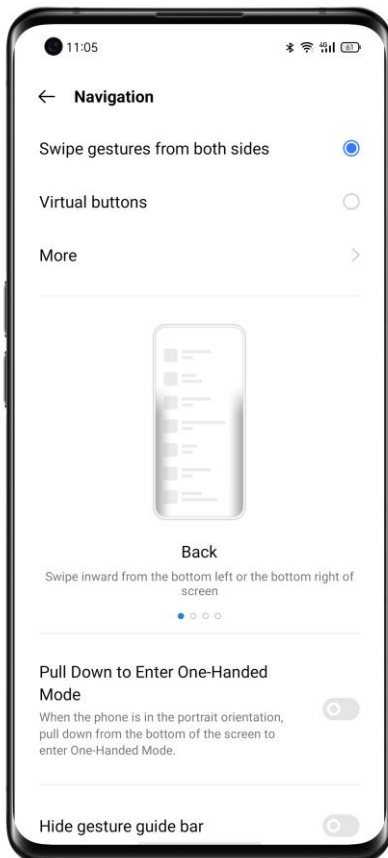 11:05
4G 61
Navigation
Swipe gestures from both sides
Virtual buttons
More
Back
Swipe inward from the bottom left or the bottom right of
screen
Pull Down to Enter One-Handed
Mode
When the phone is in the portrait orientation,
pull down from the bottom of the screen to
enter One-Handed Mode.
Hide gesture guide bar